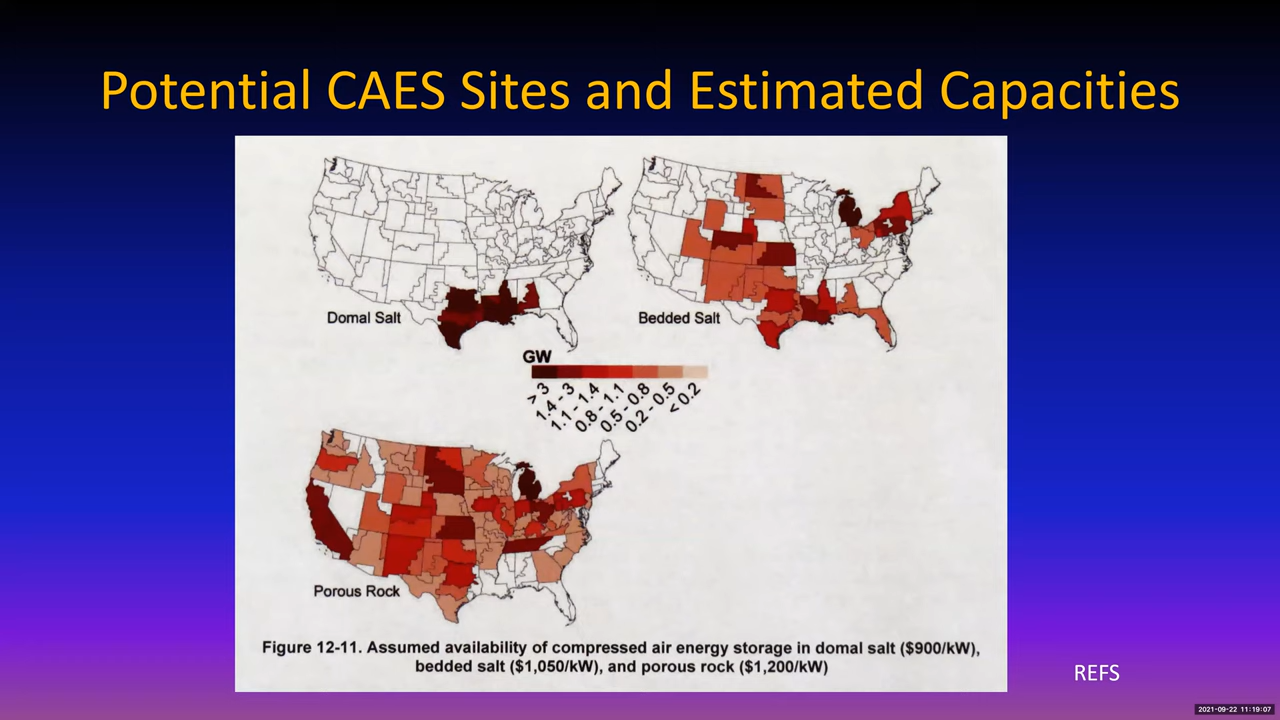 Potential CAES Sites and Estimated Capacities
Domal Salt
Bedded Salt
GW
> 3
1.4 - 3
1.1 - 1.4
0.8 - 1.1
0.5 - 0.8
0.2 - 0.5
< 0.2
Porous Rock
Figure 12-11. Assumed availability of compressed air energy storage in domal salt ($900/kW),
bedded salt ($1,050/kW), and porous rock ($1,200/kW)
REFS
2021-09-22 11:19:07